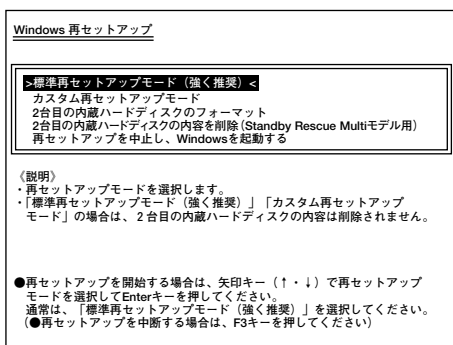 Windows 再セットアップ
>標準再セットアップモード（強く推奨）<
カスタム再セットアップモード
2台目の内蔵ハードディスクのフォーマット
2台目の内蔵ハードディスクの内容を削除(Standby Rescue Multiモデル用)
再セットアップを中止し、Windowsを起動する
《説明》
・再セットアップモードを選択します。
・「標準再セットアップモード（強く推奨）」「カスタム再セットアップ
モード」の場合は、２台目の内蔵ハードディスクの内容は削除されません。
●再セットアップを開始する場合は、矢印キー（↑・↓）で再セットアップ
モードを選択してEnterキーを押してください。
通常は、「標準再セットアップモード（強く推奨）」を選択してください。
（●再セットアップを中断する場合は、F3キーを押してください）